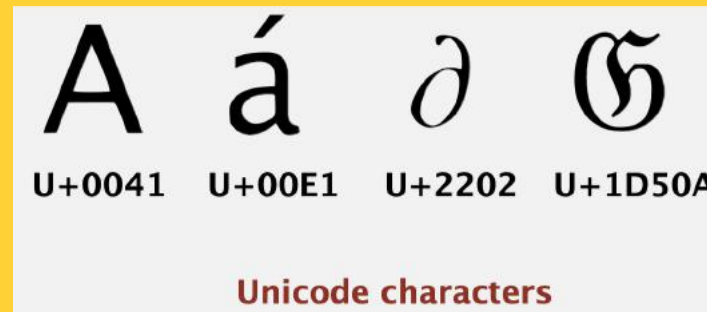 A á ∂ 𝔊
U+0041 U+00E1 U+2202 U+1D50A
Unicode characters